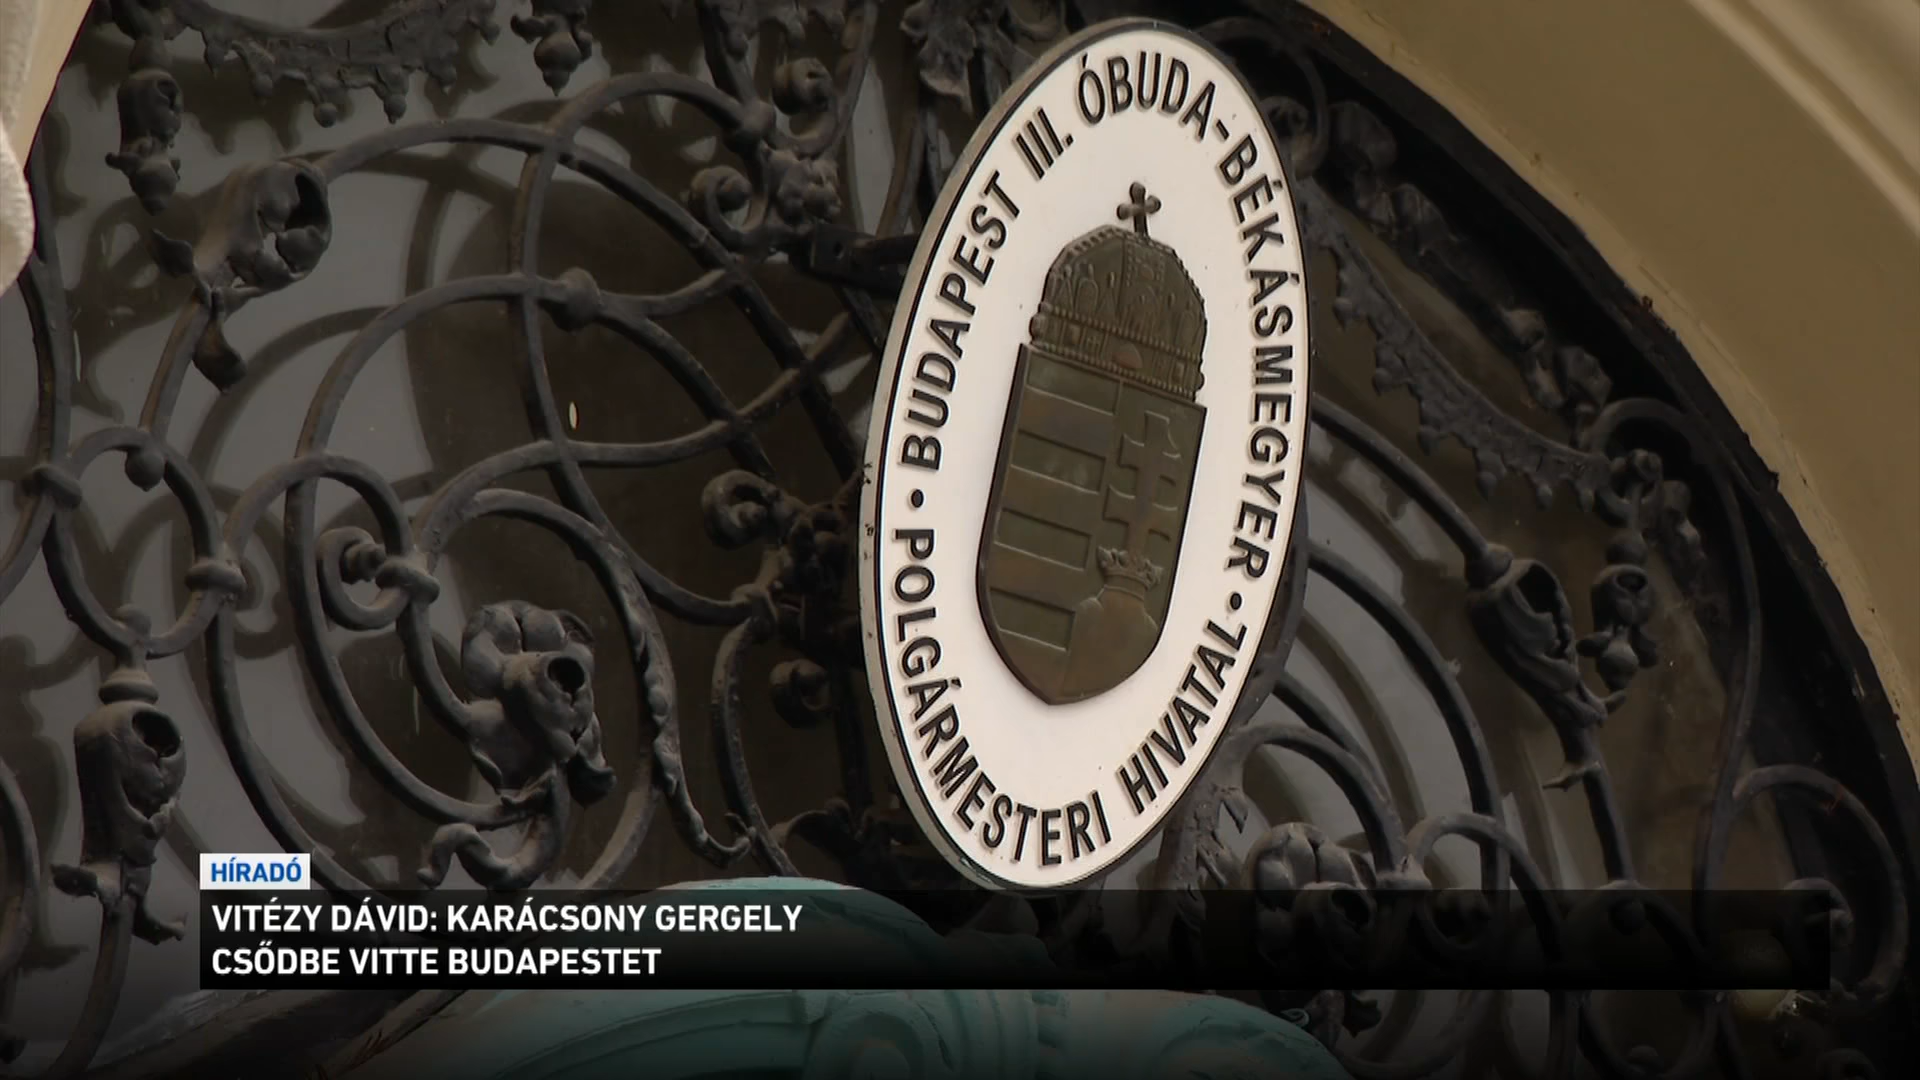 • BUDAPEST III. ÓBUDA-BÉKÁSMEGYER • POLGÁRMESTERI HIVATAL
HÍRADÓ
VITÉZY DÁVID: KARÁCSONY GERGELY
CSŐDBE VITTE BUDAPESTET